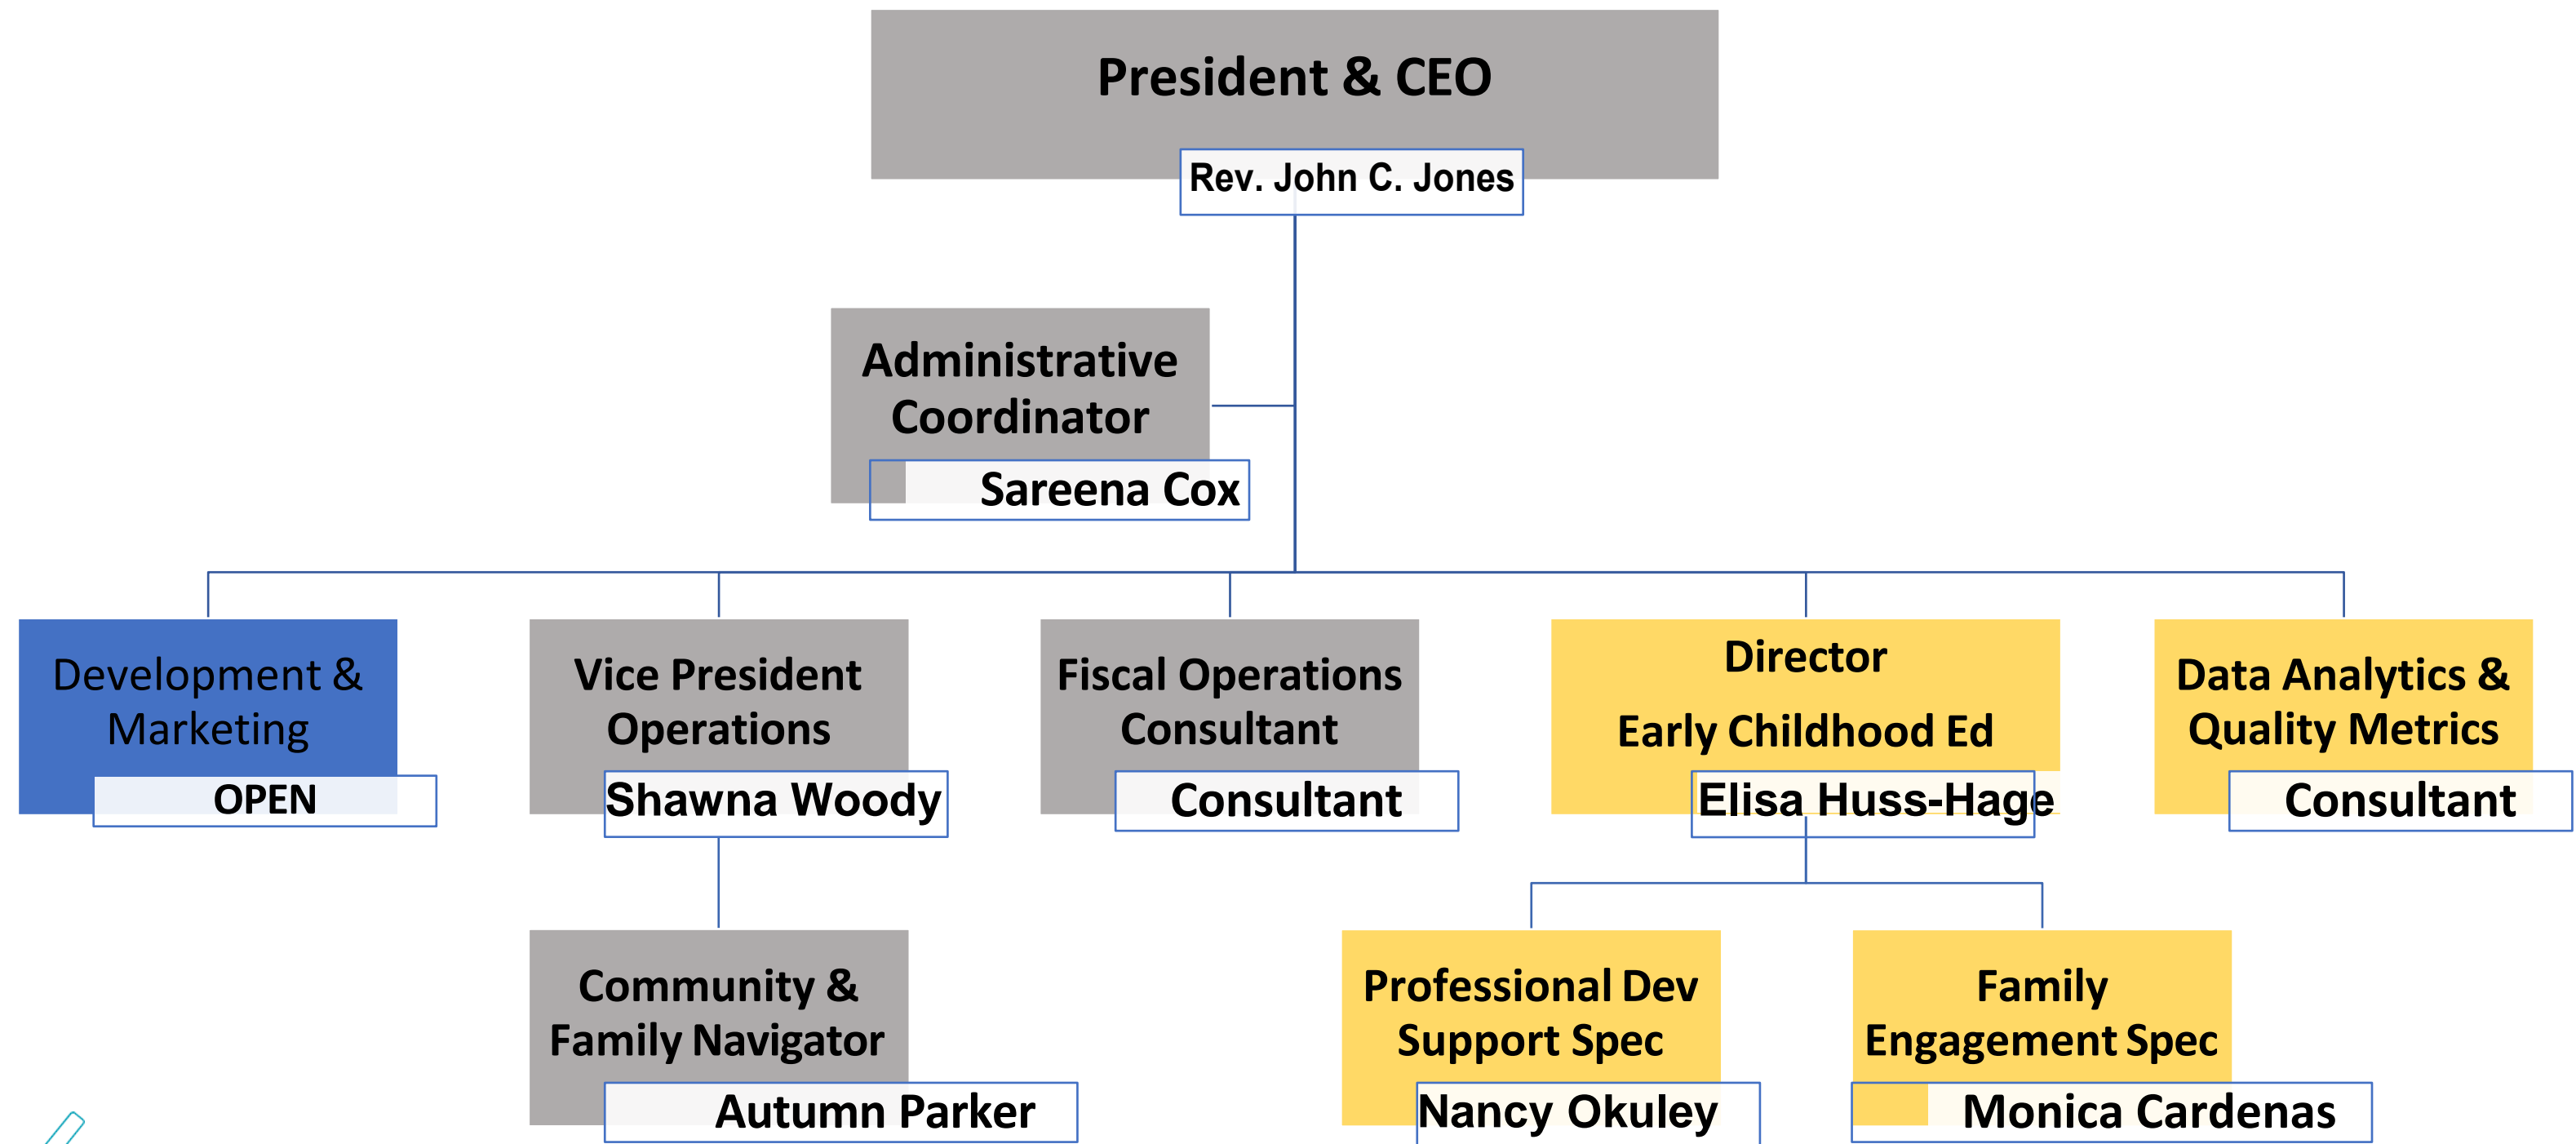 President & CEO
Rev. John C. Jones
Administrative
Coordinator
Sareena Cox
Development &
Marketing
OPEN
Vice President
Operations
Shawna Woody
Fiscal Operations
Consultant
Consultant
Director
Early Childhood Ed
Elisa Huss-Hage
Data Analytics &
Quality Metrics
Consultant
Community &
Family Navigator
Autumn Parker
Professional Dev
Support Spec
Nancy Okuley
Family
Engagement Spec
Monica Cardenas